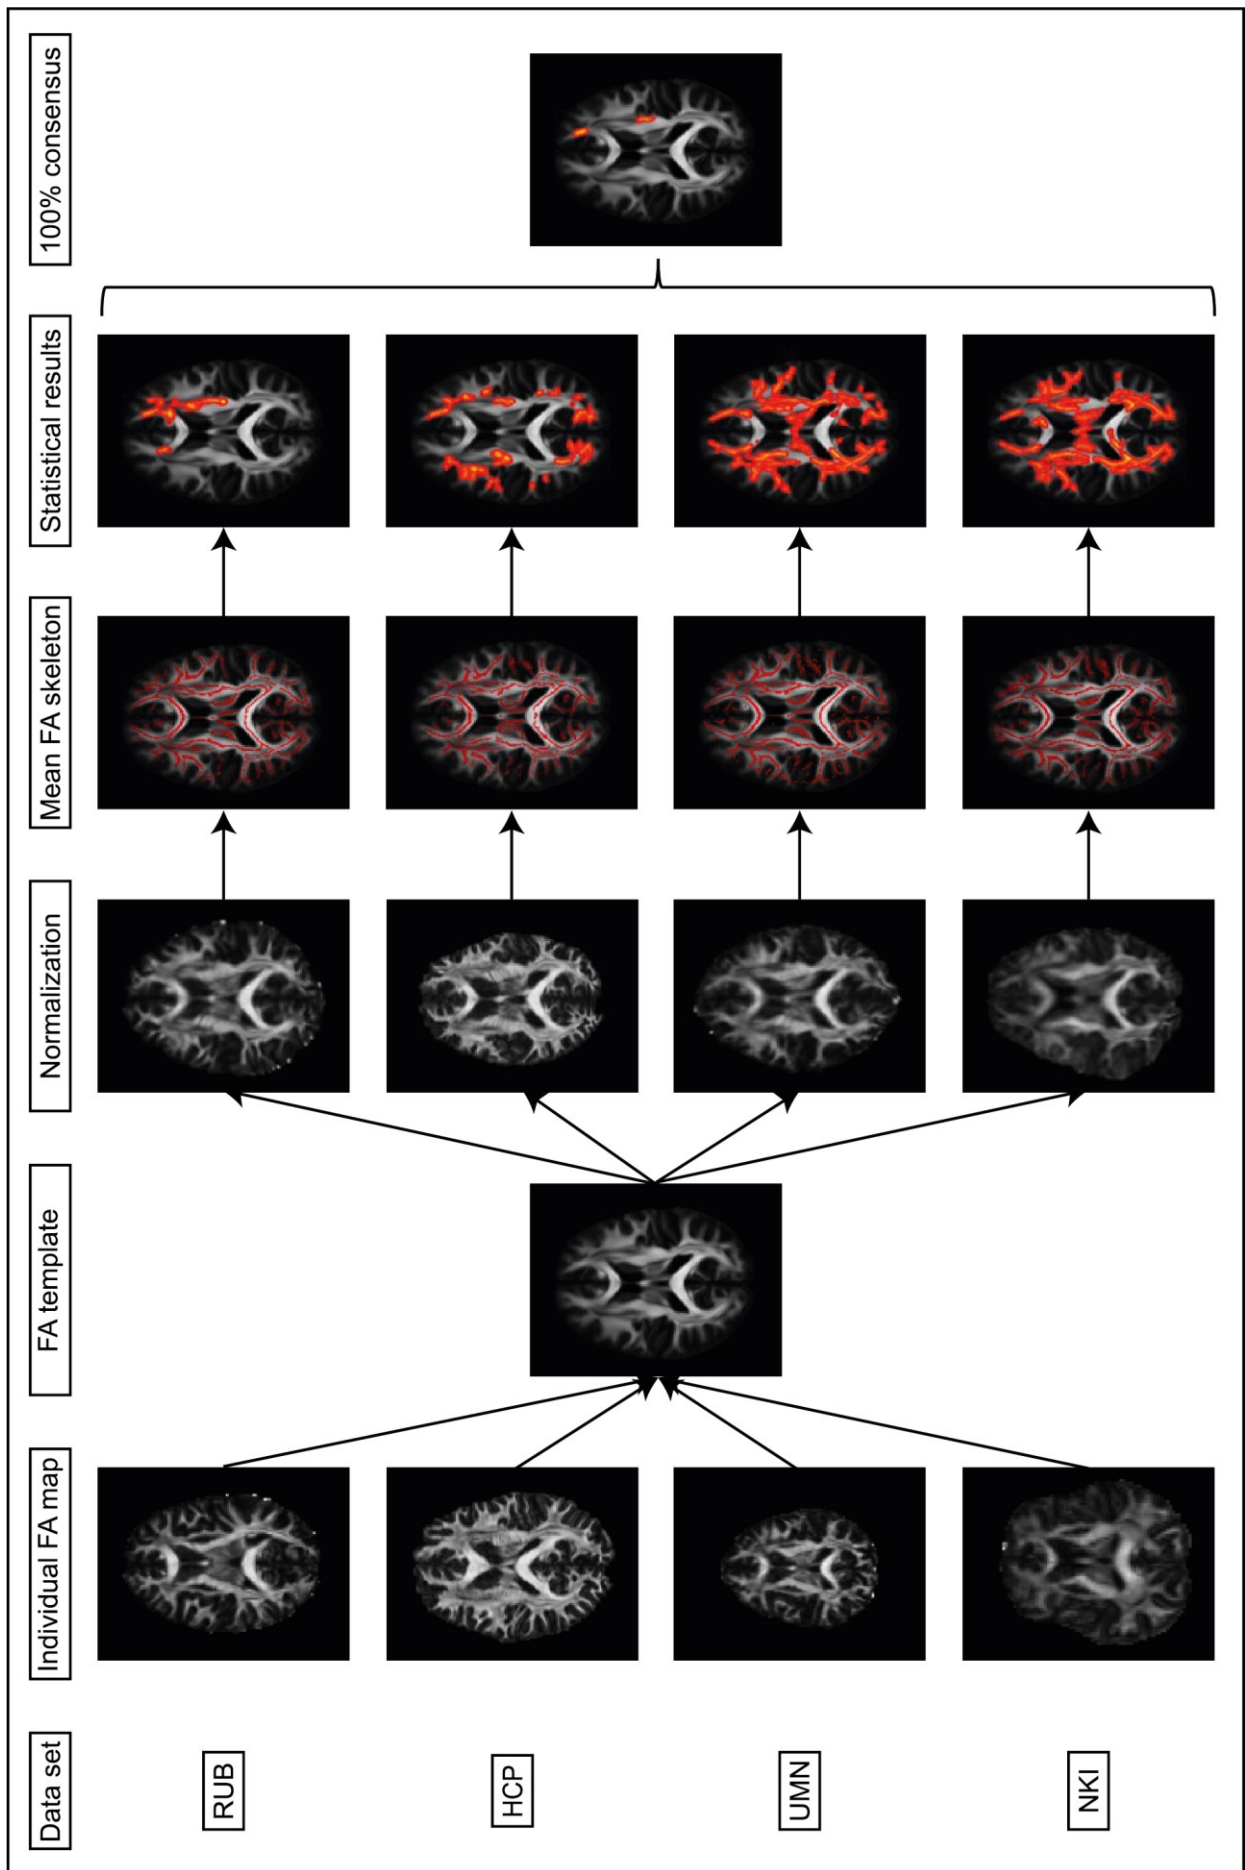 Data set
Individual FA map
FA template
Normalization
Mean FA skeleton
Statistical results
100% consensus
RUB
HCP
UMN
NKI